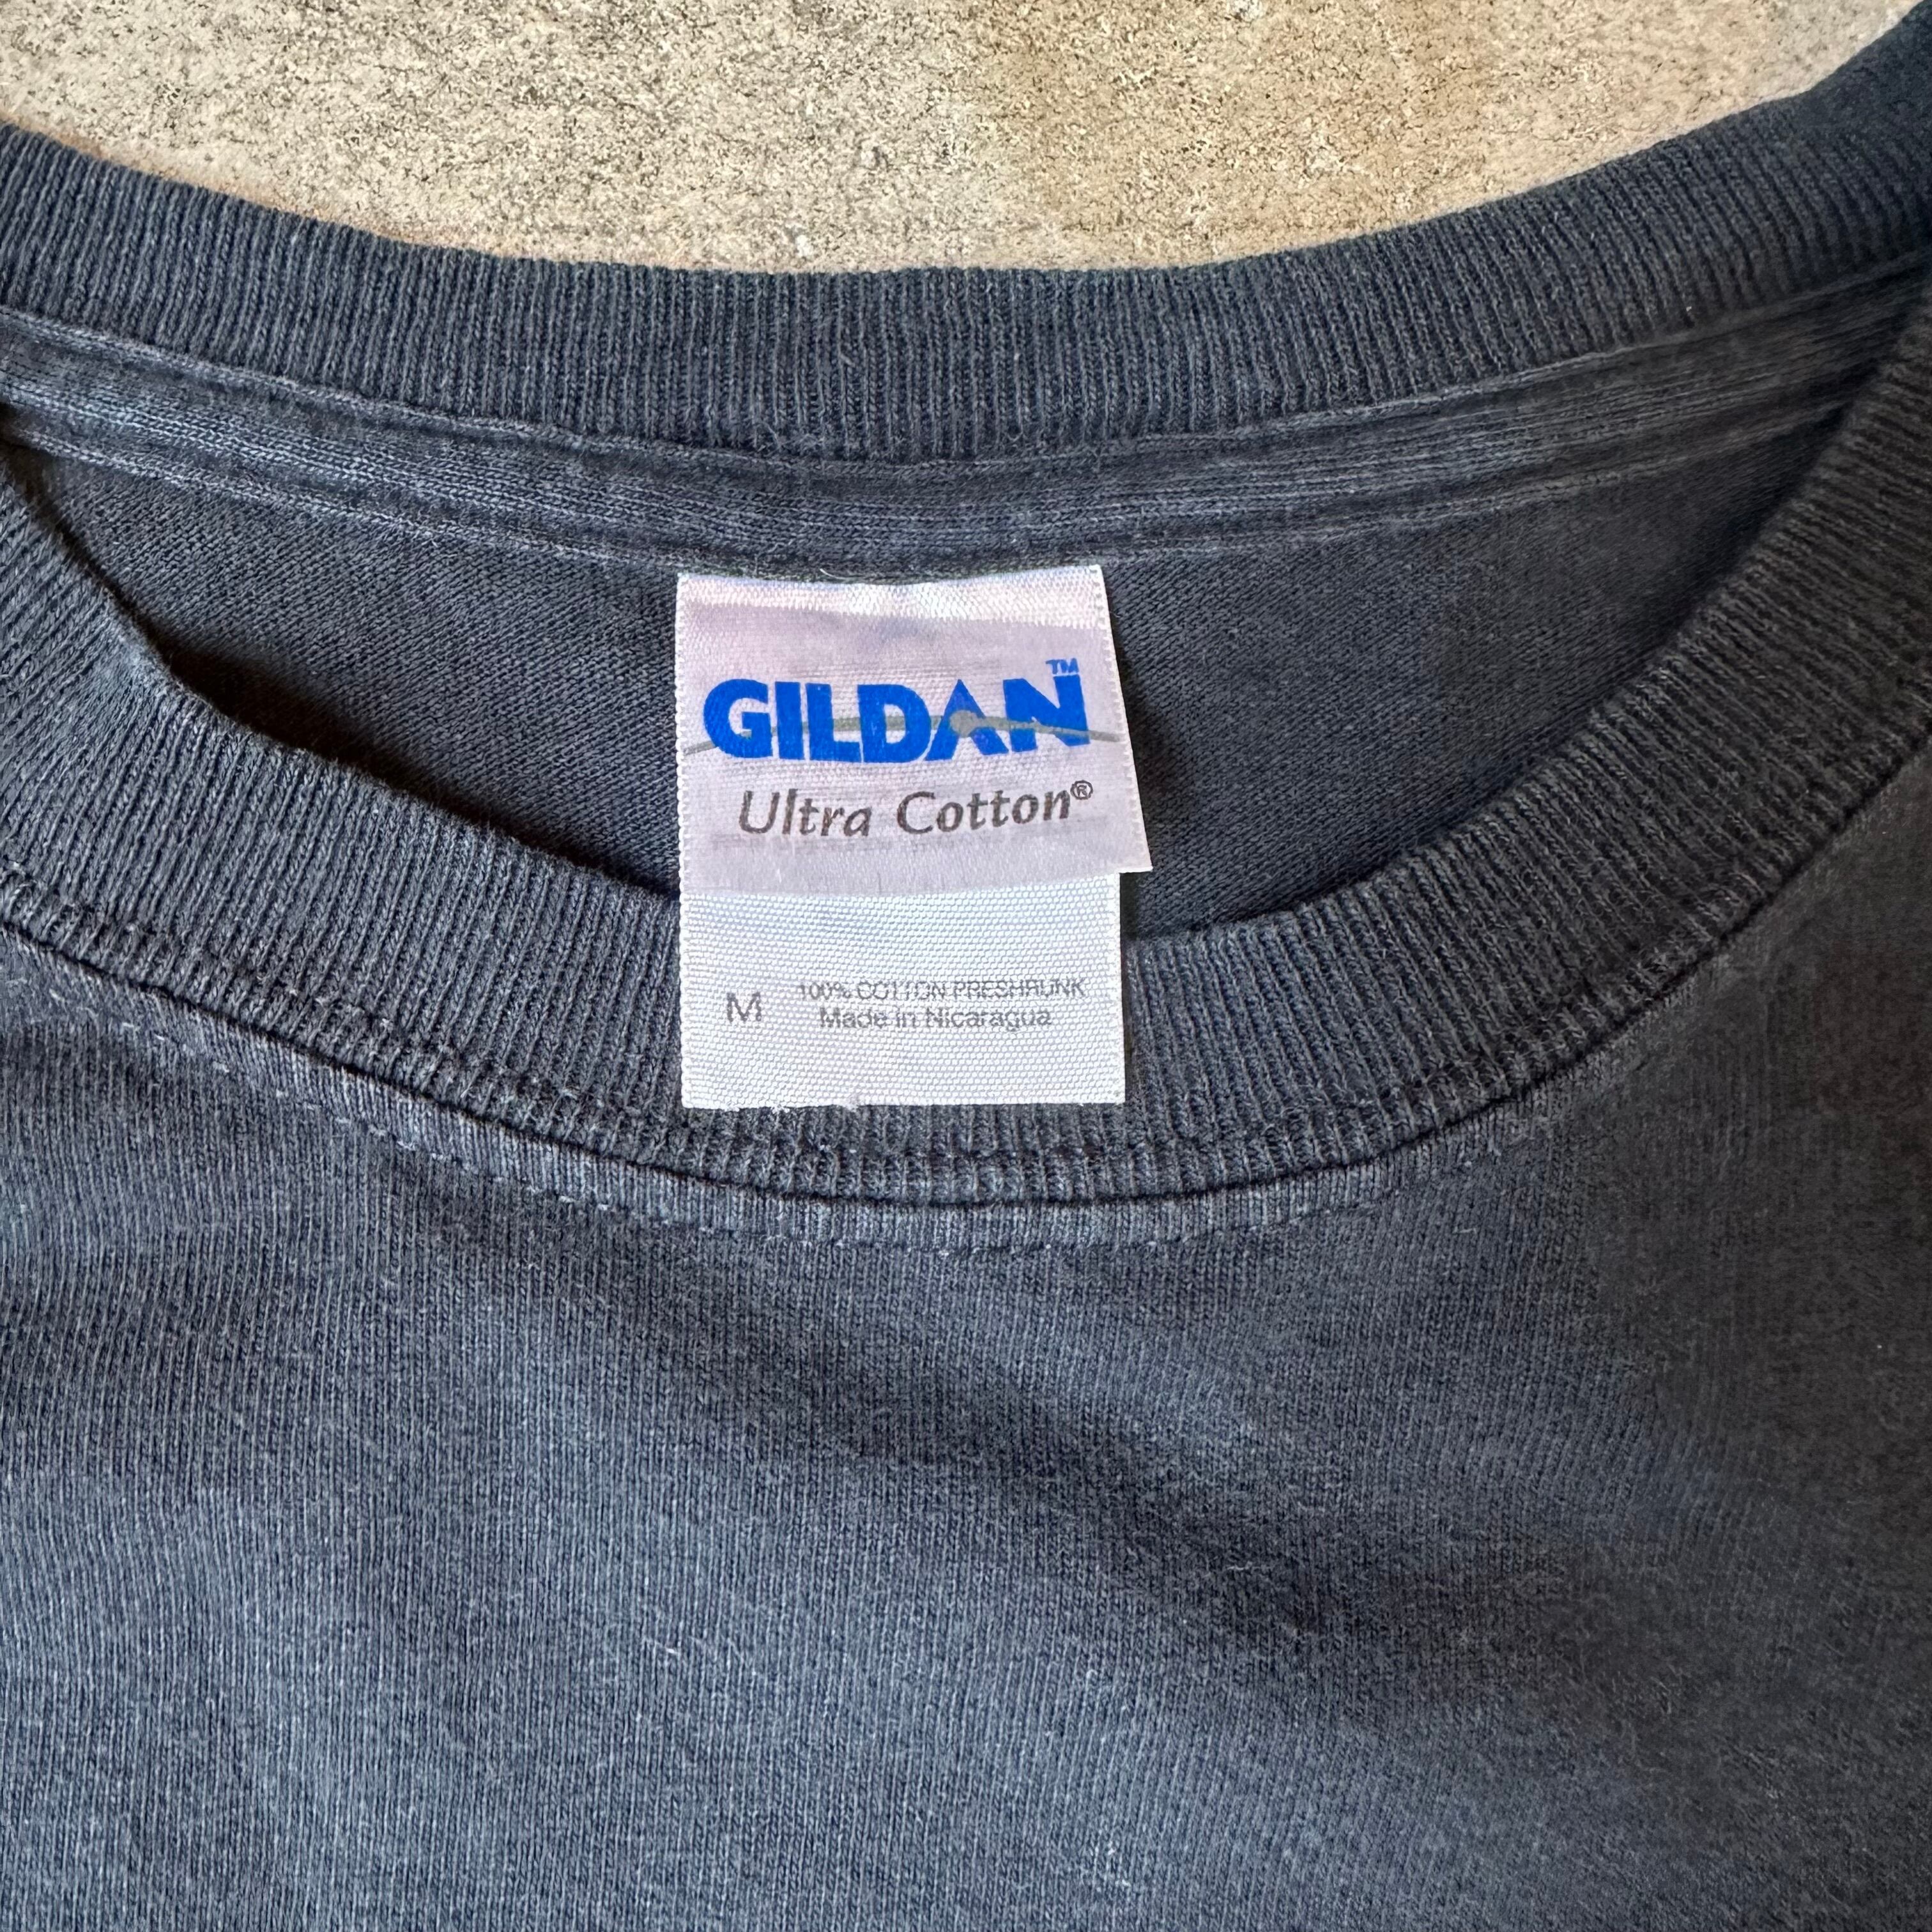 GILDAN™
Ultra Cotton®
M
100% COTTON PRESHRUNK
Made in Nicaragua